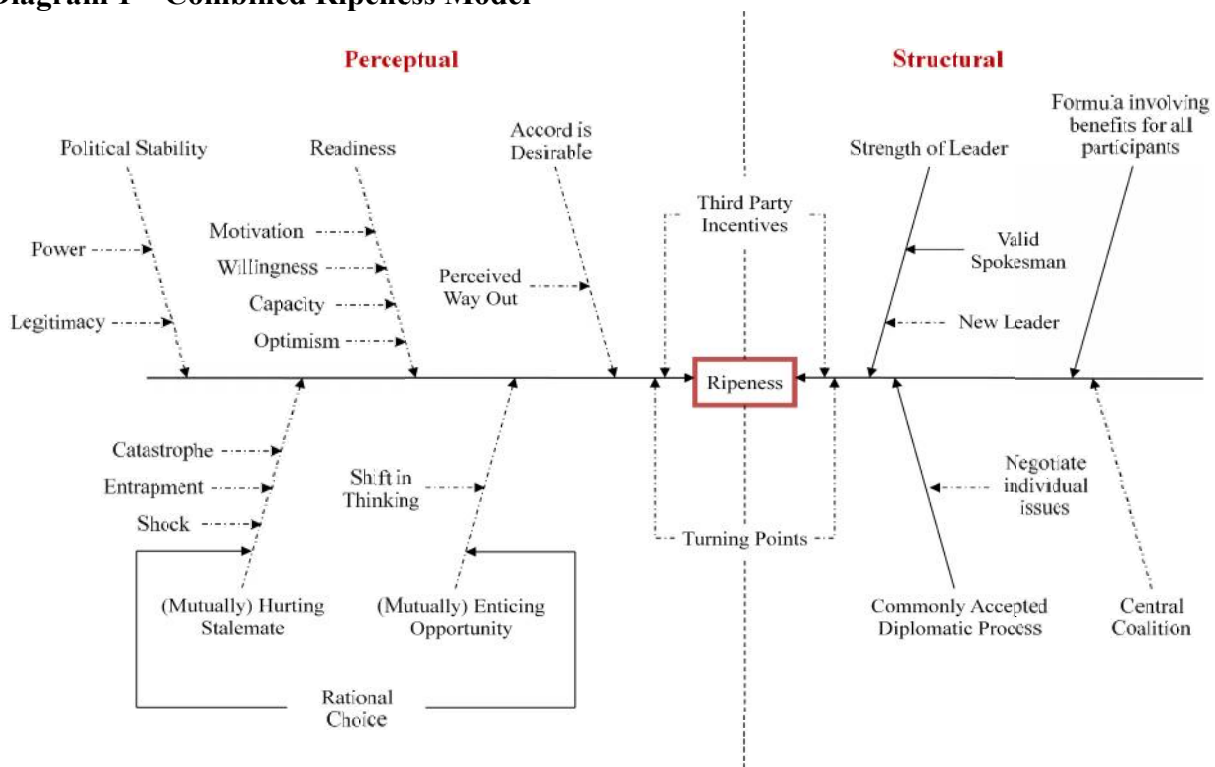 Diagram 1 – Combined Ripeness Model
Perceptual
Structural
Political Stability
Readiness
Accord is
Desirable
Strength of Leader
Formula involving
benefits for all
participants
Third Party
Incentives
Power
Legitimacy
Motivation
Willingness
Capacity
Optimism
Perceived
Way Out
Valid
Spokesman
New Leader
Ripeness
Catastrophe
Entrapment
Shock
Shift in
Thinking
Turning Points
Negotiate
individual
issues
(Mutually) Hurting
Stalemate
(Mutually) Enticing
Opportunity
Commonly Accepted
Diplomatic Process
Central
Coalition
Rational
Choice